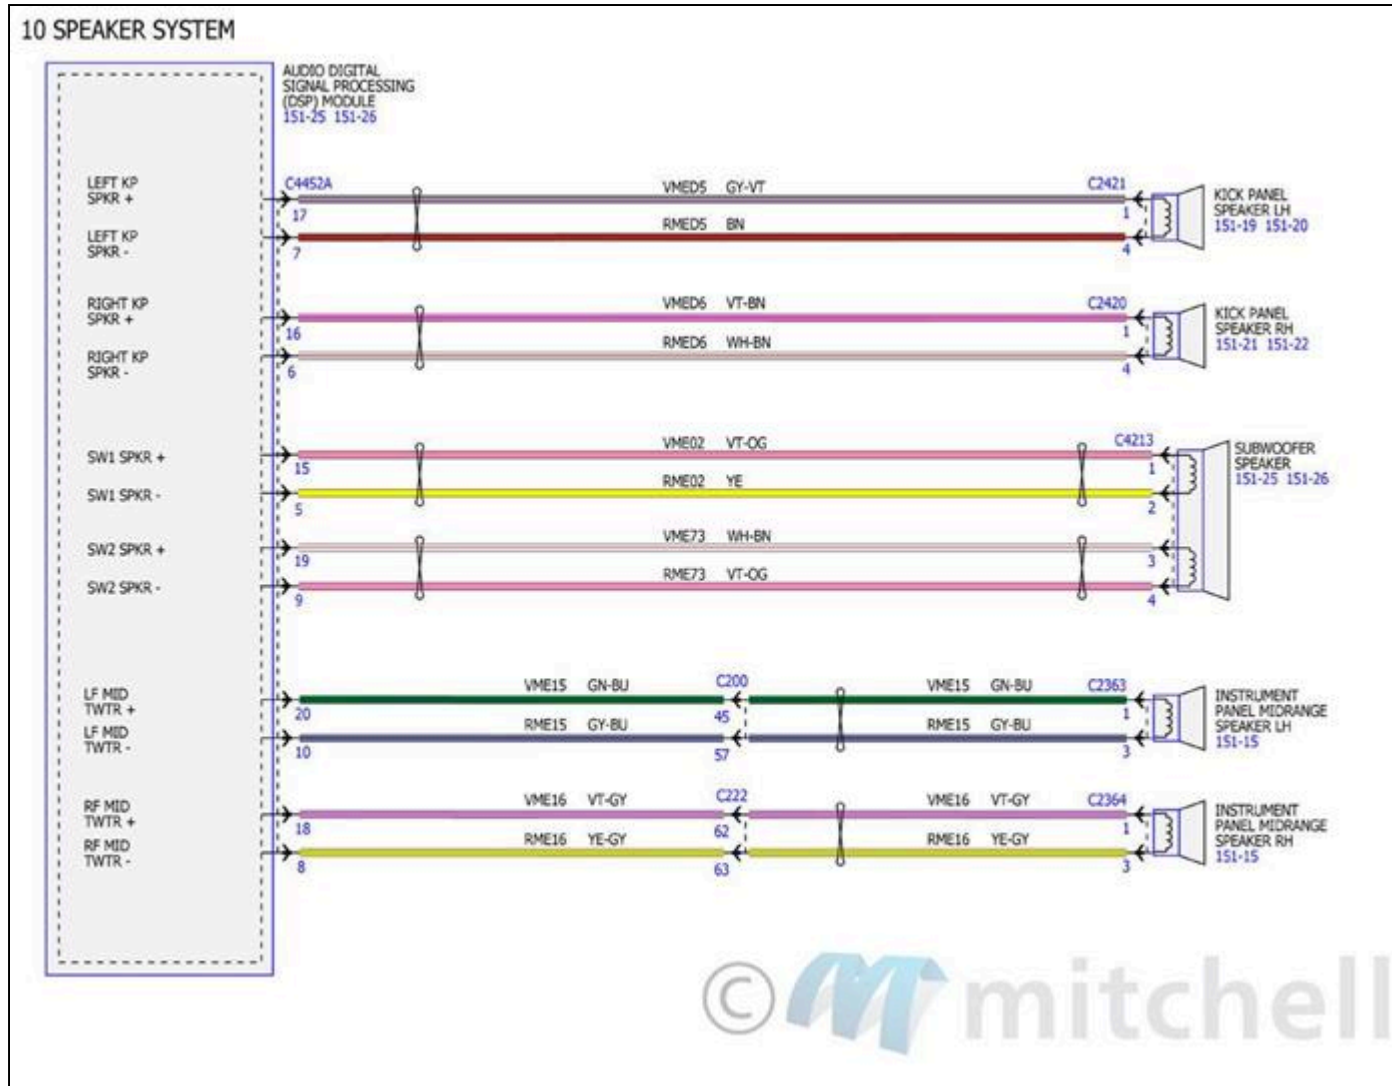 10 SPEAKER SYSTEM
AUDIO DIGITAL
SIGNAL PROCESSING
(DSP) MODULE
151-25 151-26
LEFT KP
SPKR +
C4452A
17
VMED5 GY-VT
C2421
1
KICK PANEL
SPEAKER LH
151-19 151-20
LEFT KP
SPKR -
7
RMED5 BN
4
RIGHT KP
SPKR +
16
VMED6 VT-BN
C2420
1
KICK PANEL
SPEAKER RH
151-21 151-22
RIGHT KP
SPKR -
6
RMED6 WH-BN
4
SW1 SPKR +
15
VME02 VT-OG
C4213
1
SUBWOOFER
SPEAKER
151-25 151-26
SW1 SPKR -
5
RME02 YE
2
SW2 SPKR +
19
VME73 WH-BN
3
SW2 SPKR -
9
RME73 VT-OG
4
LF MID
TWTR +
20
VME15 GN-BU
C200
45
VME15 GN-BU
C2363
1
INSTRUMENT
PANEL MIDRANGE
SPEAKER LH
151-15
LF MID
TWTR -
10
RME15 GY-BU
57
RME15 GY-BU
3
RF MID
TWTR +
18
VME16 VT-GY
C222
62
VME16 VT-GY
C2364
1
INSTRUMENT
PANEL MIDRANGE
SPEAKER RH
151-15
RF MID
TWTR -
8
RME16 YE-GY
63
RME16 YE-GY
3
© mitchell